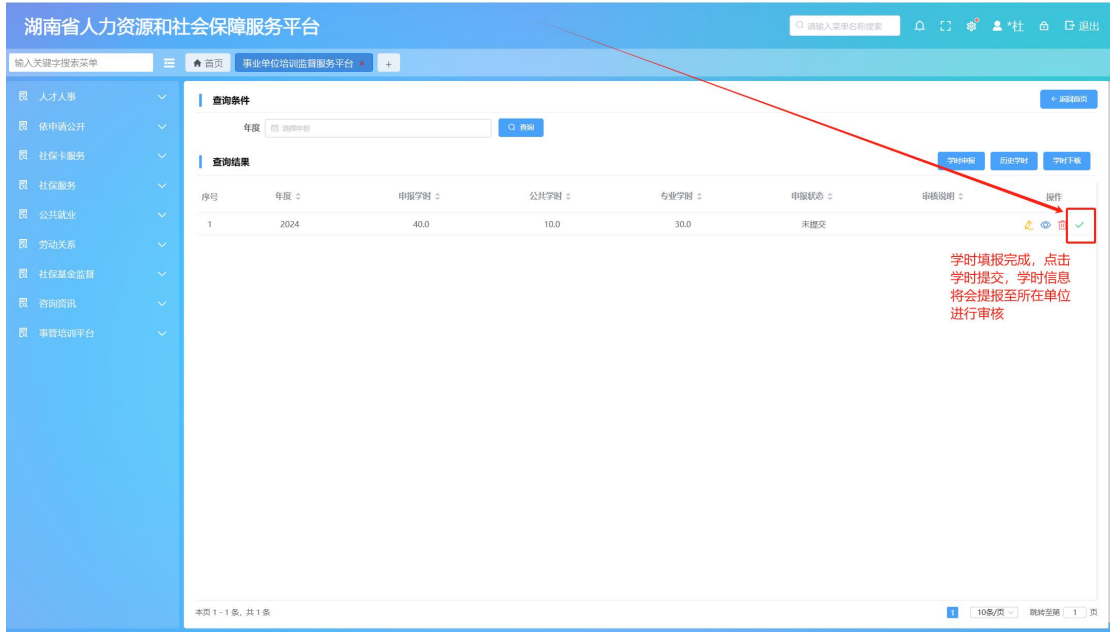 湖南省人力资源和社会保障服务平台
请输入菜单名称搜索
*杜
退出
输入关键字搜索菜单
首页
事业单位培训监督服务平台 ×
+
人才人事
依申请公开
社保卡服务
社保服务
公共就业
劳动关系
社保基金监督
咨询资讯
事管培训平台
查询条件
返回首页
年度
选择年份
查询
查询结果
学时申报
历史学时
学时下载
序号 年度 申报学时 公共学时 专业学时 申报状态 审核说明 操作
1 2024 40.0 10.0 30.0 未提交
学时填报完成，点击
学时提交，学时信息
将会提报至所在单位
进行审核
本页 1 - 1 条, 共 1 条
1 10条/页 跳转至第 1 页